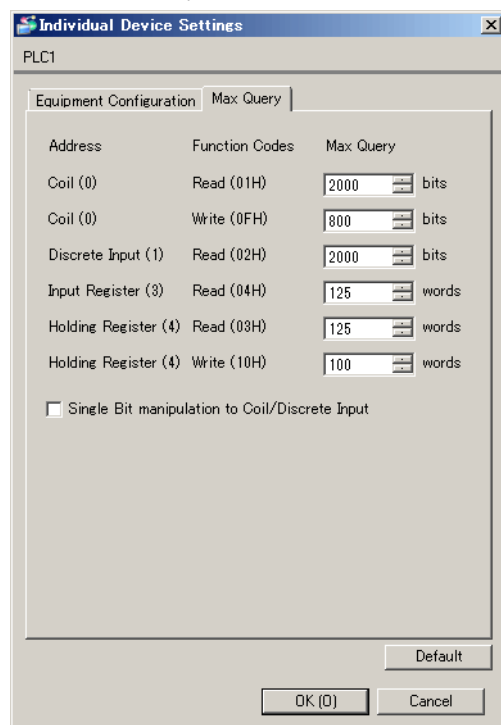 Individual Device Settings
PLC1
Equipment Configuration Max Query
Address Function Codes Max Query
Coil (0) Read (01H) 2000 bits
Coil (0) Write (0FH) 800 bits
Discrete Input (1) Read (02H) 2000 bits
Input Register (3) Read (04H) 125 words
Holding Register (4) Read (03H) 125 words
Holding Register (4) Write (10H) 100 words
Single Bit manipulation to Coil/Discrete Input
Default
OK (O) Cancel